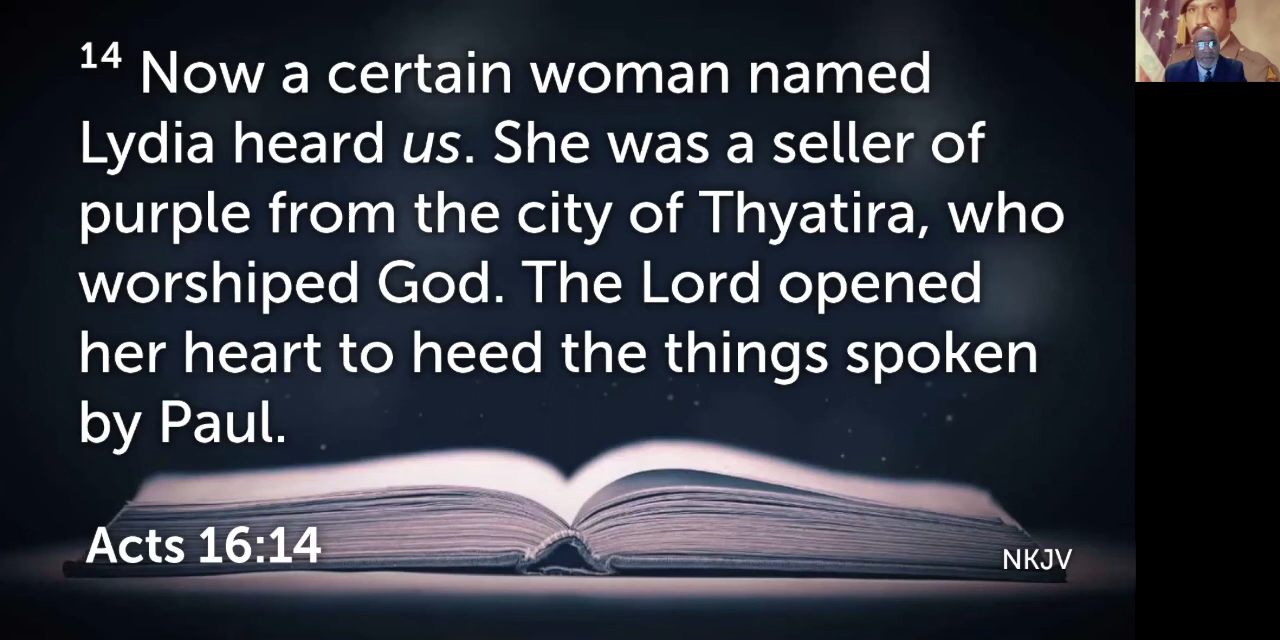 14 Now a certain woman named
Lydia heard us. She was a seller of
purple from the city of Thyatira, who
worshiped God. The Lord opened
her heart to heed the things spoken
by Paul.
Acts 16:14
NKJV